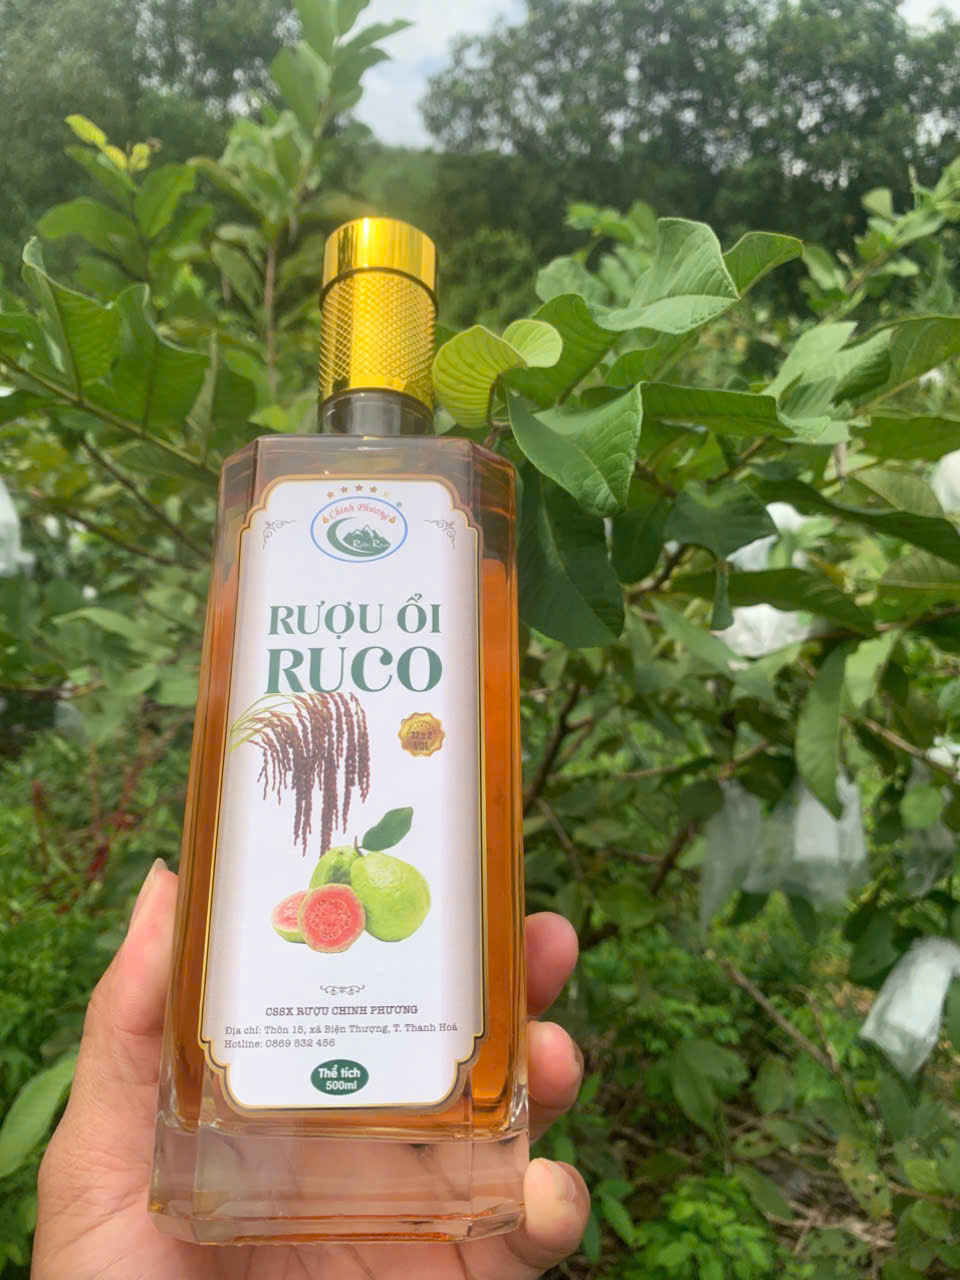 Chinh Phương
RƯỢU ỔI
RUCO
32±2
VOL
CSSX RƯỢU CHINH PHƯƠNG
Địa chỉ: Thôn 15, xã Biện Thượng, T. Thanh Hoá
Hotline: 0869 532 456
Thể tích
500ml